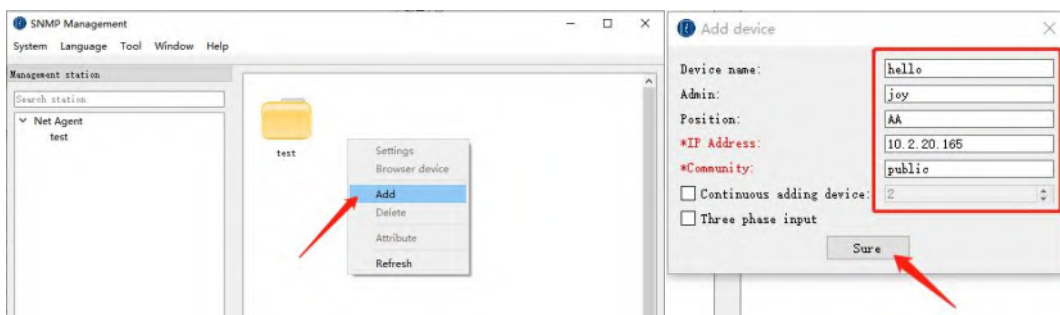 SNMP Management
System Language Tool Window Help
Management station
Search station
Net Agent
test
test
Settings
Browser device
Add
Delete
Attribute
Refresh
Add device
Device name: hello
Admin: joy
Position: AA
*IP Address: 10.2.20.165
*Community: public
Continuous adding device: 2
Three phase input
Sure